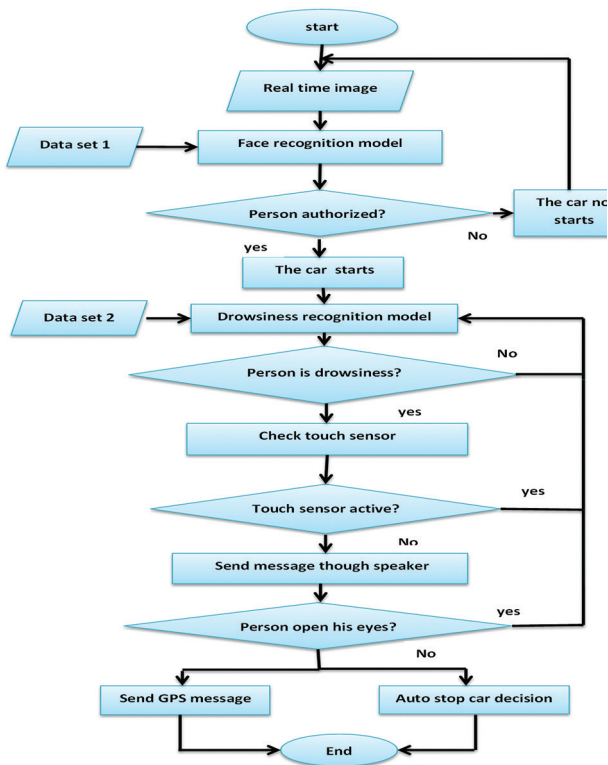 start
Real time image
Data set 1
Face recognition model
Person authorized?
The car no
starts
No
yes
The car starts
Data set 2
Drowsiness recognition model
No
Person is drowsiness?
yes
Check touch sensor
yes
Touch sensor active?
No
Send message though speaker
yes
Person open his eyes?
No
Send GPS message
Auto stop car decision
End